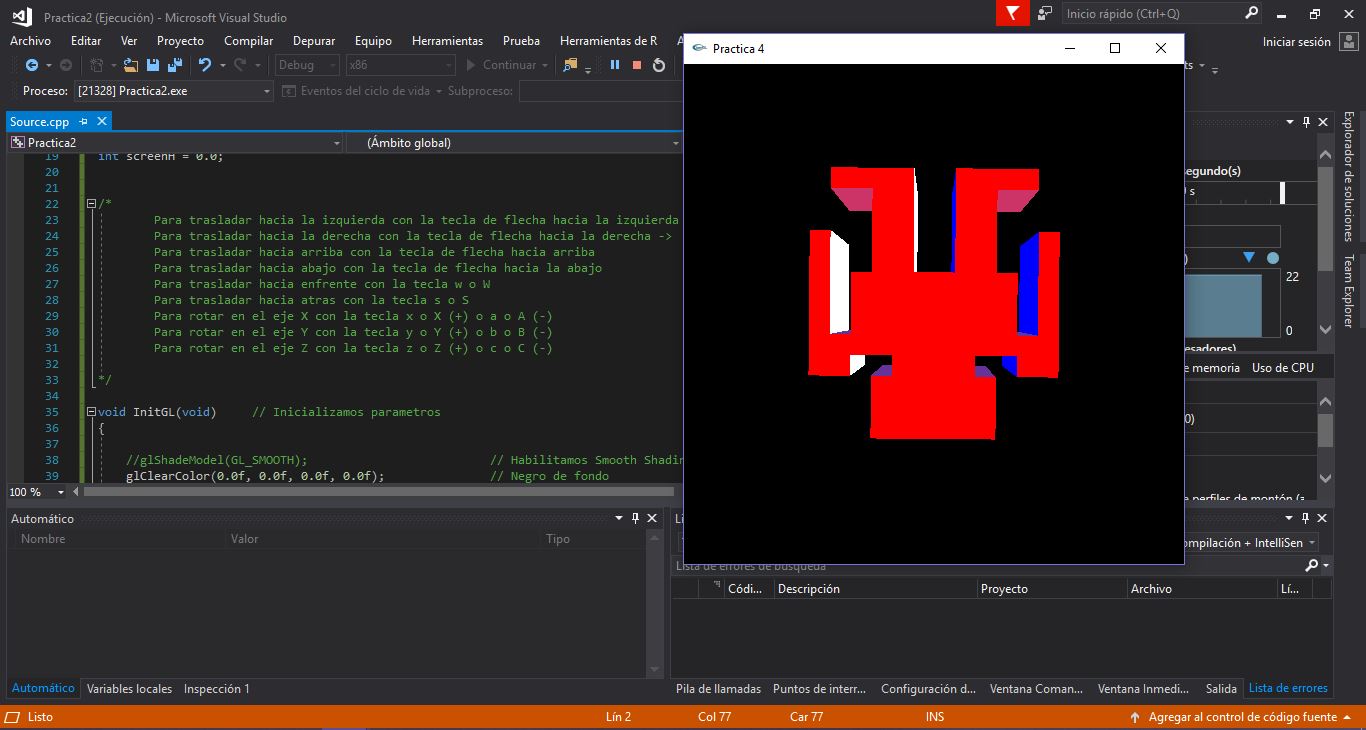 Practica2 (Ejecución) - Microsoft Visual Studio
Inicio rápido (Ctrl+Q)
Archivo Editar Ver Proyecto Compilar Depurar Equipo Herramientas Prueba Herramientas de R A
Iniciar sesión
Debug x86 Continuar
Proceso: [21328] Practica2.exe Eventos del ciclo de vida Subproceso:
Source.cpp
Practica2 (Ámbito global)
19 int screenH = 0.0;
20
21
22 /*
23 Para trasladar hacia la izquierda con la tecla de flecha hacia la izquierda
24 Para trasladar hacia la derecha con la tecla de flecha hacia la derecha ->
25 Para trasladar hacia arriba con la tecla de flecha hacia arriba
26 Para trasladar hacia abajo con la tecla de flecha hacia la abajo
27 Para trasladar hacia enfrente con la tecla w o W
28 Para trasladar hacia atras con la tecla s o S
29 Para rotar en el eje X con la tecla x o X (+) o a o A (-)
30 Para rotar en el eje Y con la tecla y o Y (+) o b o B (-)
31 Para rotar en el eje Z con la tecla z o Z (+) o c o C (-)
32
33 */
34
35 void InitGL(void) // Inicializamos parametros
36 {
37
38 //glShadeModel(GL_SMOOTH); // Habilitamos Smooth Shadin
39 glClearColor(0.0f, 0.0f, 0.0f, 0.0f); // Negro de fondo
100 %
Practica 4
ts
segundo(s)
s
)
22
0
esadores)
e memoria Uso de CPU
0)
e perfiles de montón (a
Explorador de soluciones
Team Explorer
Automático
Nombre Valor Tipo
Automático Variables locales Inspección 1
Li
ompilación + IntelliSen
Lista de errores de búsqueda
Códi... Descripción Proyecto Archivo Lí...
Pila de llamadas Puntos de interr... Configuración d... Ventana Coman... Ventana Inmedi... Salida Lista de errores
Listo Lín 2 Col 77 Car 77 INS Agregar al control de código fuente